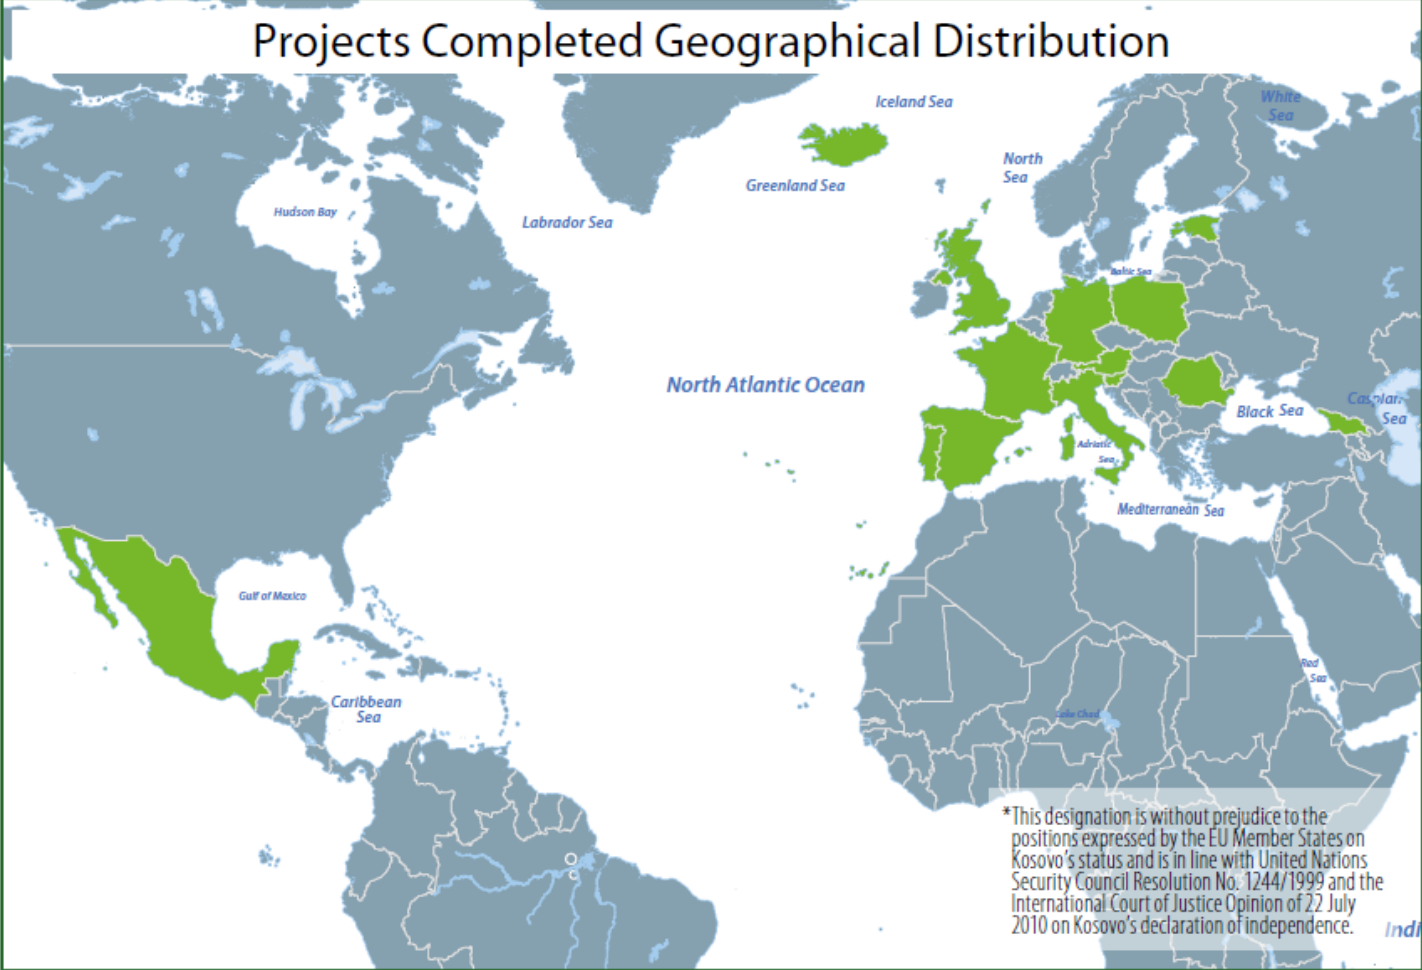 Projects Completed Geographical Distribution
Iceland Sea
White
Sea
North
Sea
Greenland Sea
Hudson Bay
Labrador Sea
Baltic Sea
North Atlantic Ocean
Black Sea
Caspian
Sea
Adriatic
Sea
Mediterranean Sea
Gulf of Mexico
Red
Sea
Caribbean
Sea
Lake Chad
*This designation is without prejudice to the
positions expressed by the EU Member States on
Kosovo's status and is in line with United Nations
Security Council Resolution No. 1244/1999 and the
International Court of Justice Opinion of 22 July
2010 on Kosovo's declaration of independence.
Indi